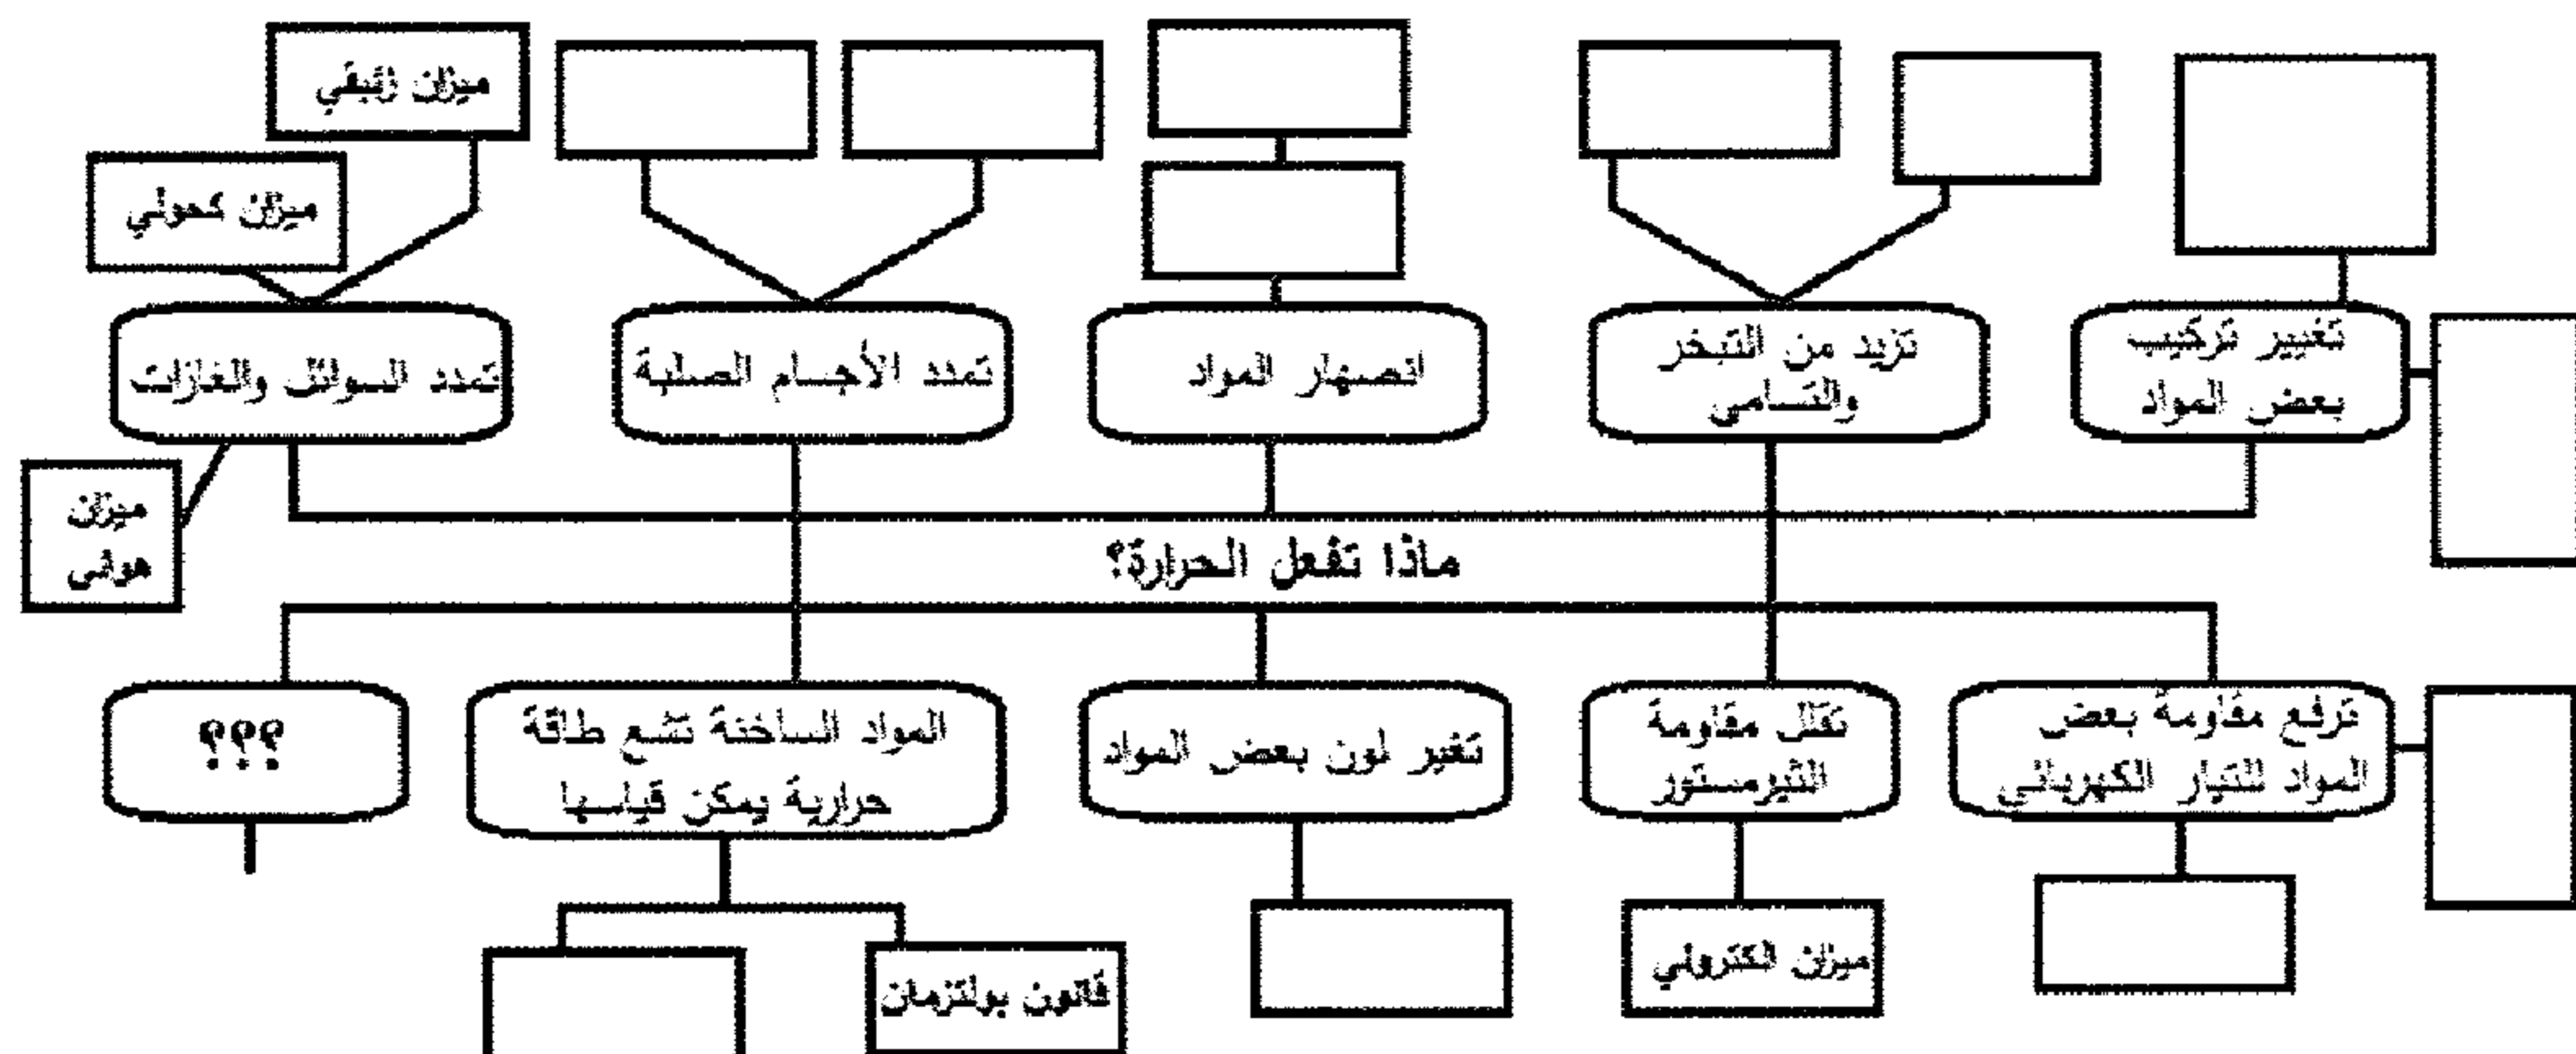 ميزان زئبقي
ميزان كحولي
تغيير تركيب
بعض المواد
تزيد من التبخر
والتسامي
انصهار المواد
تمدد الأجسام الصلبة
تمدد السوائل والغازات
ميزان
هوائي
ماذا تفعل الحرارة؟
ترفع مقاومة بعض
المواد للتيار الكهربائي
تقلل مقاومة
الثيرمستور
تغير لون بعض المواد
المواد الساخنة تشع طاقة
حرارية يمكن قياسها
؟؟؟
ميزان الكتروني
قانون بولتزمان